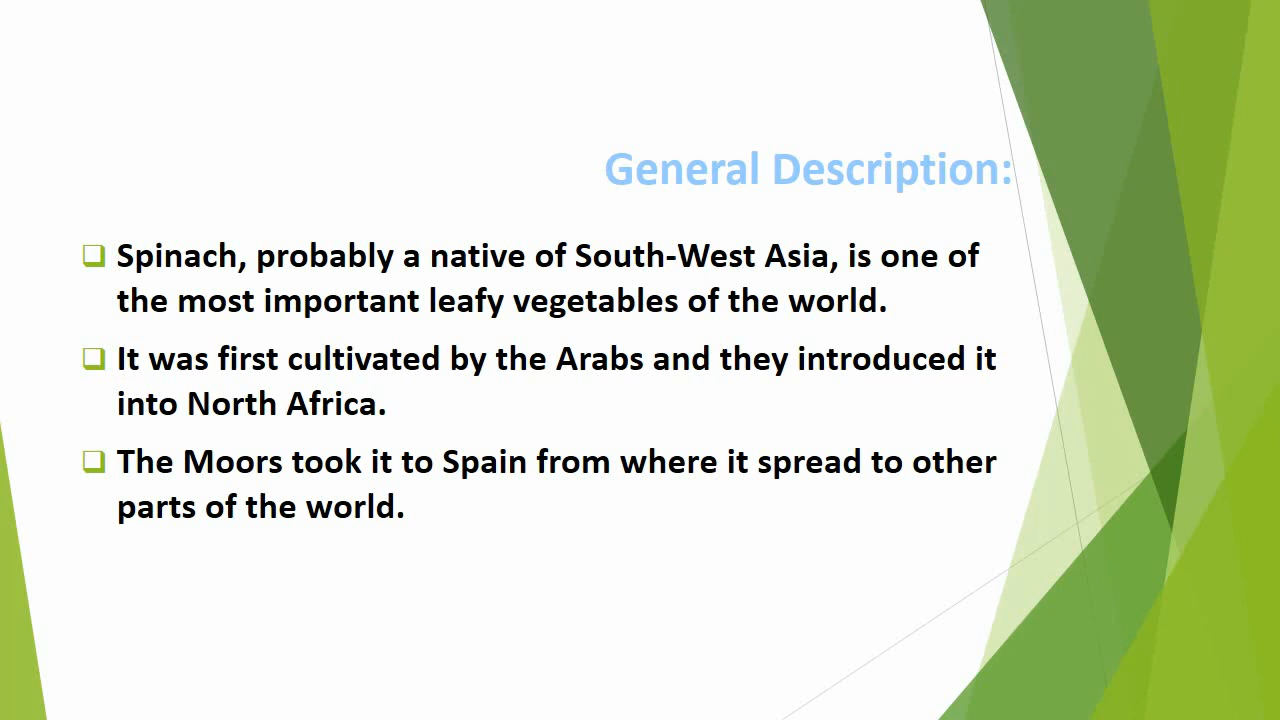 General Description:
❑ Spinach, probably a native of South-West Asia, is one of
the most important leafy vegetables of the world.
❑ It was first cultivated by the Arabs and they introduced it
into North Africa.
❑ The Moors took it to Spain from where it spread to other
parts of the world.